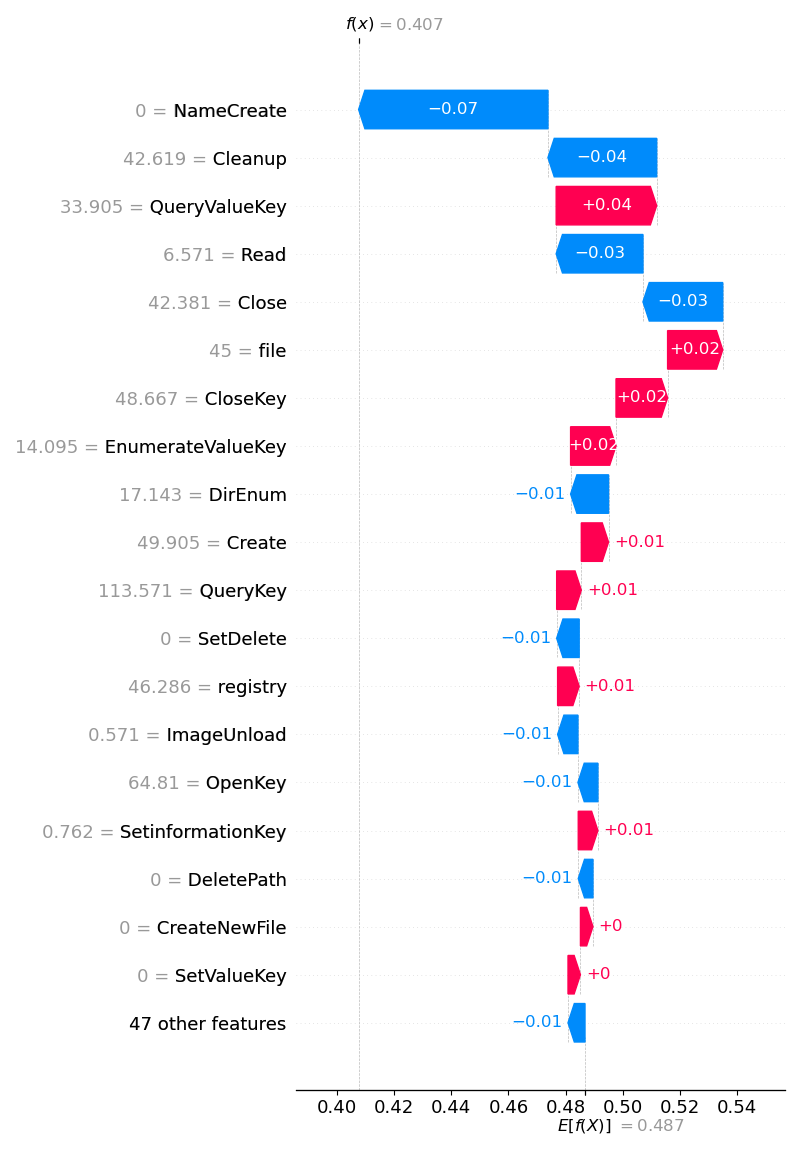 f(x) = 0.407
0 = NameCreate −0.07
42.619 = Cleanup −0.04
33.905 = QueryValueKey +0.04
6.571 = Read −0.03
42.381 = Close −0.03
45 = file +0.02
48.667 = CloseKey +0.02
14.095 = EnumerateValueKey +0.02
17.143 = DirEnum −0.01
49.905 = Create +0.01
113.571 = QueryKey +0.01
0 = SetDelete −0.01
46.286 = registry +0.01
0.571 = ImageUnload −0.01
64.81 = OpenKey −0.01
0.762 = SetinformationKey +0.01
0 = DeletePath −0.01
0 = CreateNewFile +0
0 = SetValueKey +0
47 other features −0.01
0.40 0.42 0.44 0.46 0.48 0.50 0.52 0.54
E[f(X)] = 0.487